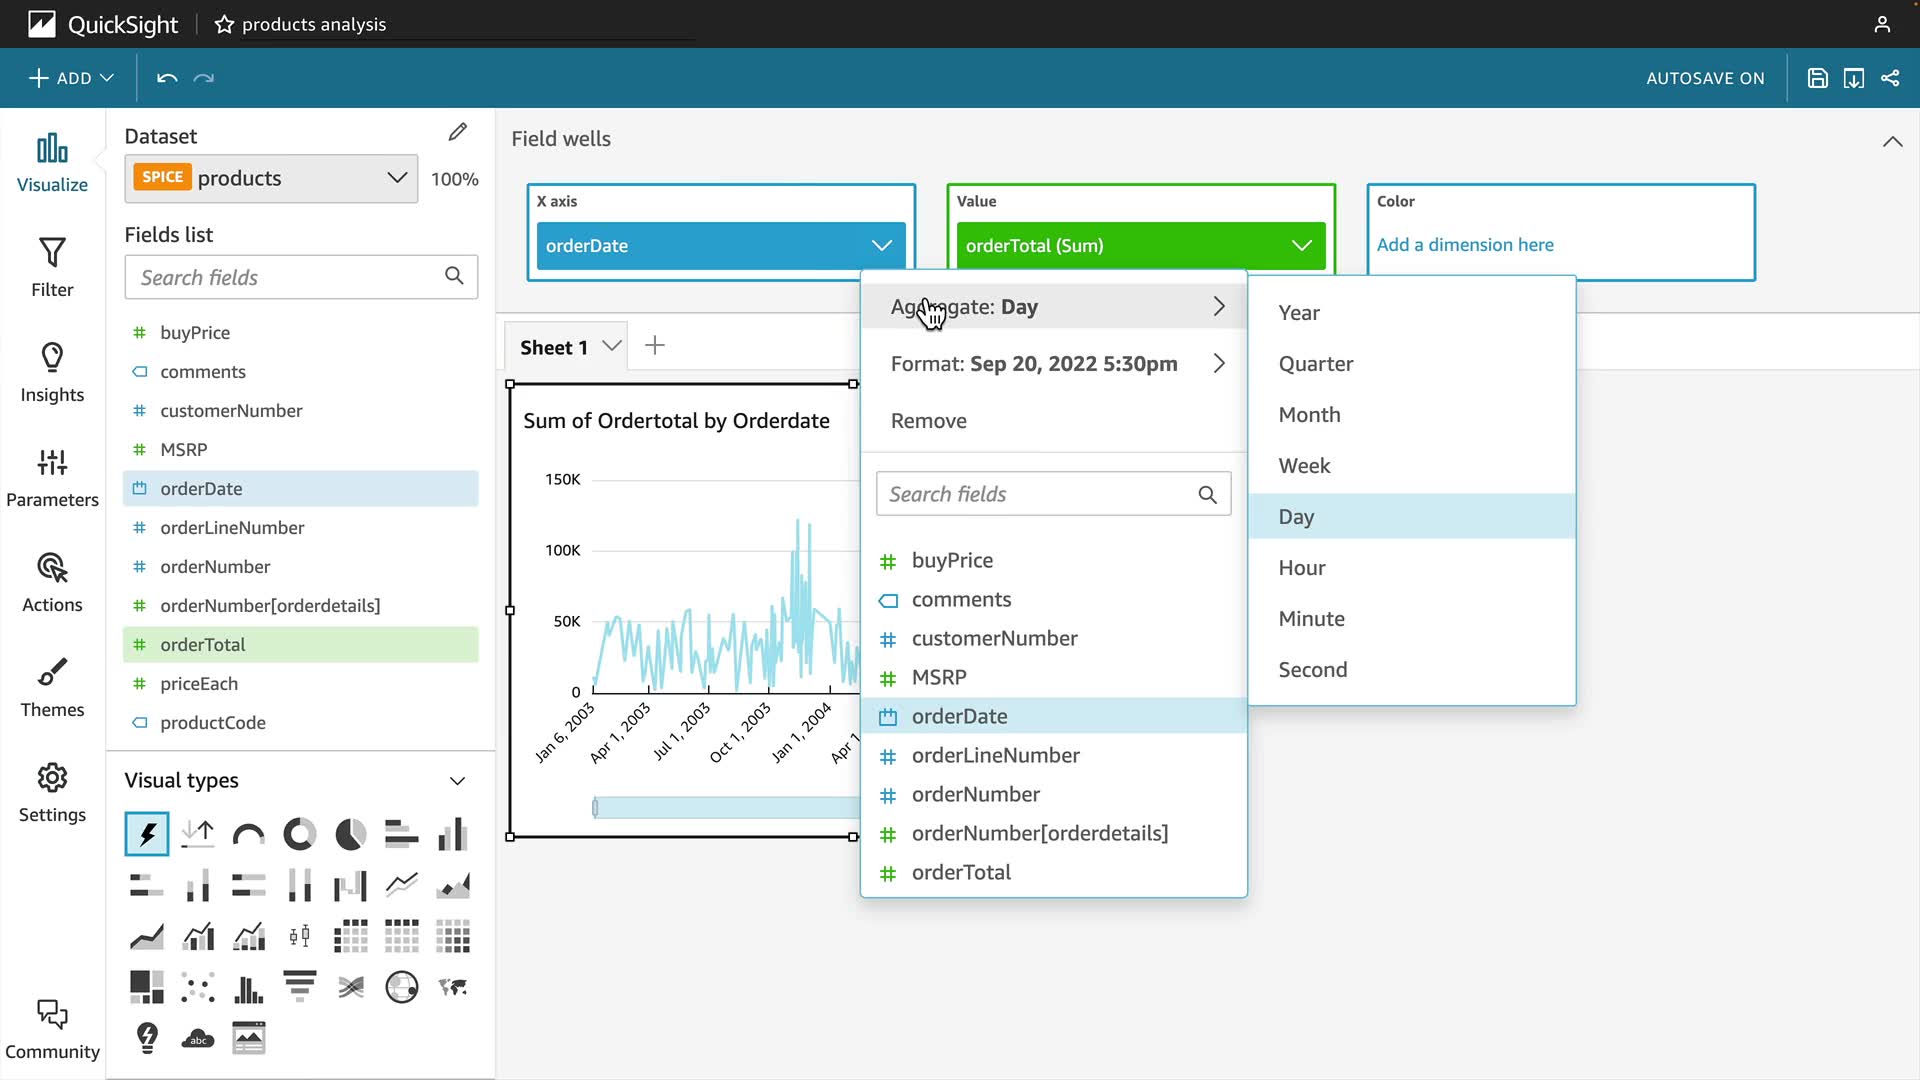 QuickSight
products analysis
ADD
AUTOSAVE ON
Visualize
Filter
Insights
Parameters
Actions
Themes
Settings
Community
Dataset
SPICE products
100%
Fields list
Search fields
buyPrice
comments
customerNumber
MSRP
orderDate
orderLineNumber
orderNumber
orderNumber[orderdetails]
orderTotal
priceEach
productCode
Visual types
abc
Field wells
X axis
orderDate
Value
orderTotal (Sum)
Color
Add a dimension here
Sheet 1
Sum of Ordertotal by Orderdate
150K
100K
50K
0
Jan 6, 2003
Apr 1, 2003
Jul 1, 2003
Oct 1, 2003
Jan 1, 2004
Apr 1
Aggregate: Day
Format: Sep 20, 2022 5:30pm
Remove
Search fields
buyPrice
comments
customerNumber
MSRP
orderDate
orderLineNumber
orderNumber
orderNumber[orderdetails]
orderTotal
Year
Quarter
Month
Week
Day
Hour
Minute
Second